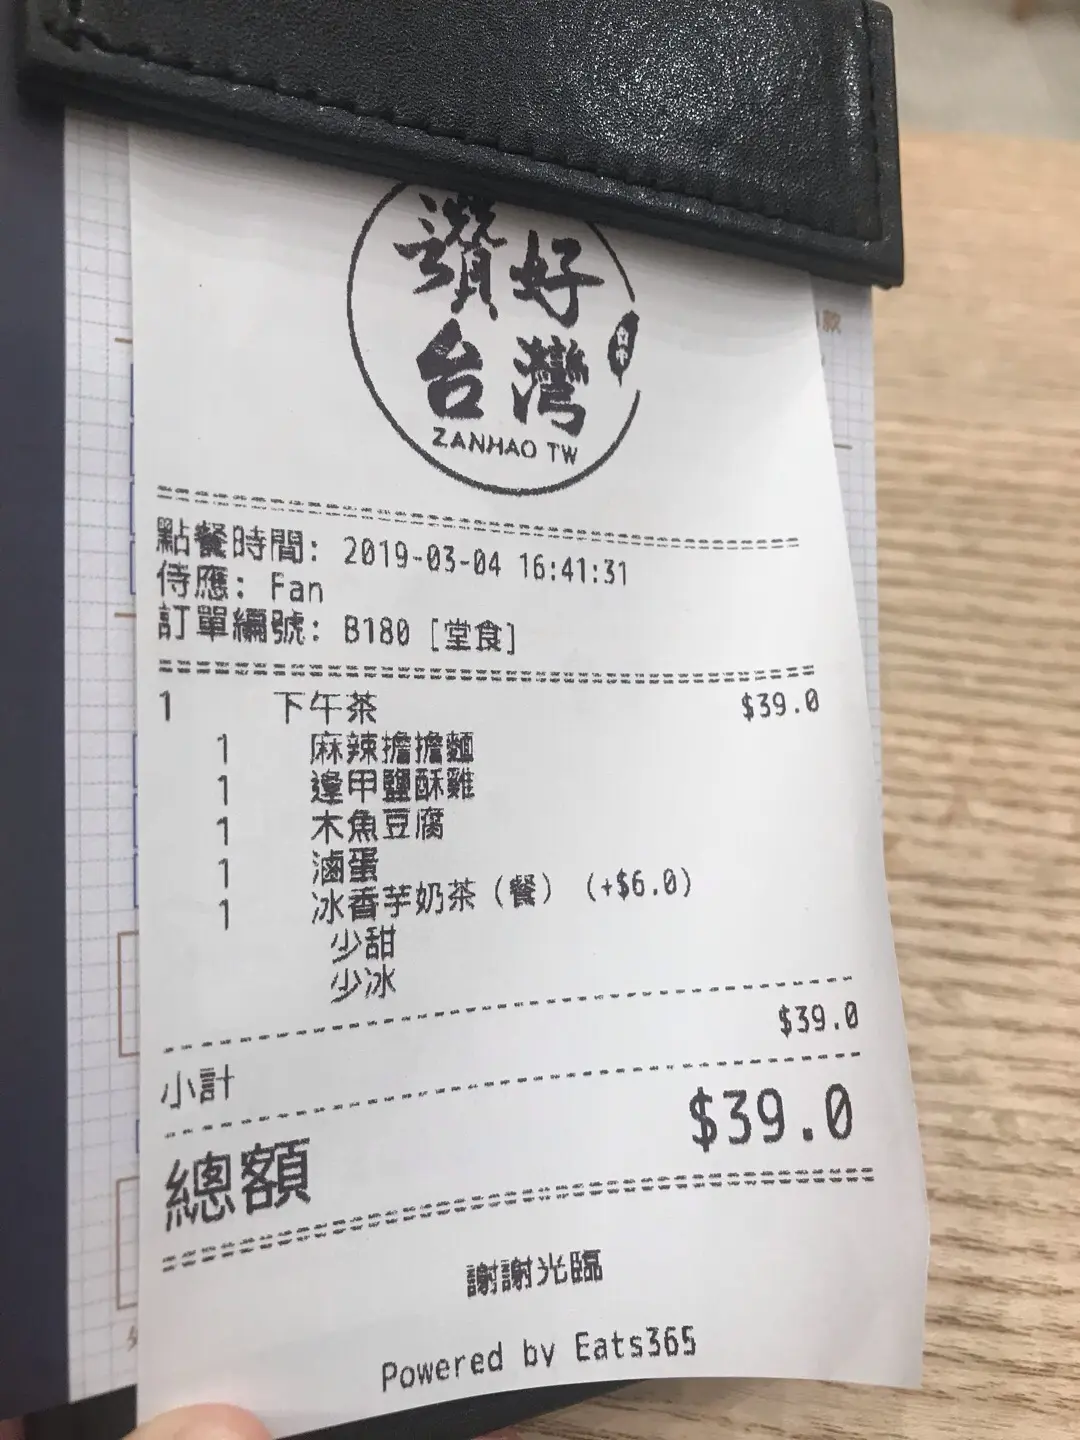 讚好
台灣
台中
ZANHAO TW
點餐時間: 2019-03-04 16:41:31
侍應: Fan
訂單編號: B180 [堂食]
1 下午茶 $39.0
1 麻辣擔擔麵
1 逢甲鹽酥雞
1 木魚豆腐
1 滷蛋
1 冰香芋奶茶（餐） (+$6.0)
少甜
少冰
小計 $39.0
總額 $39.0
謝謝光臨
Powered by Eats365